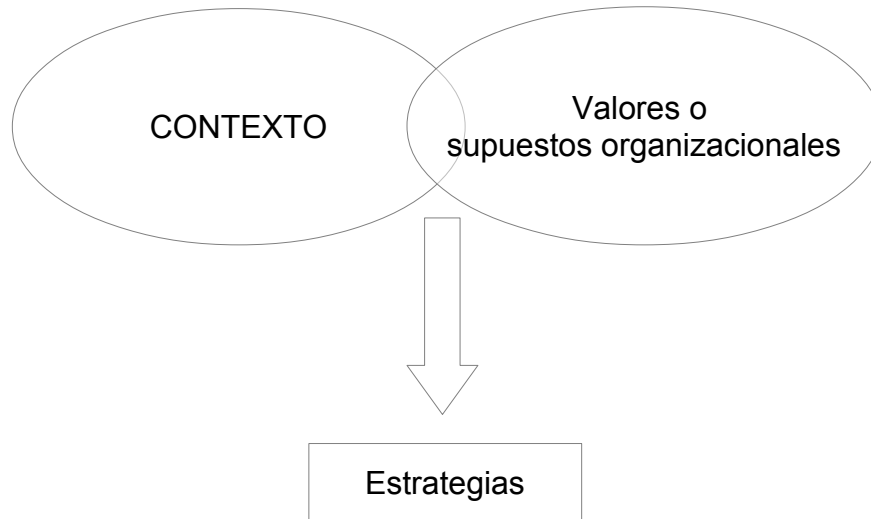 CONTEXTO
Valores o
supuestos organizacionales
Estrategias